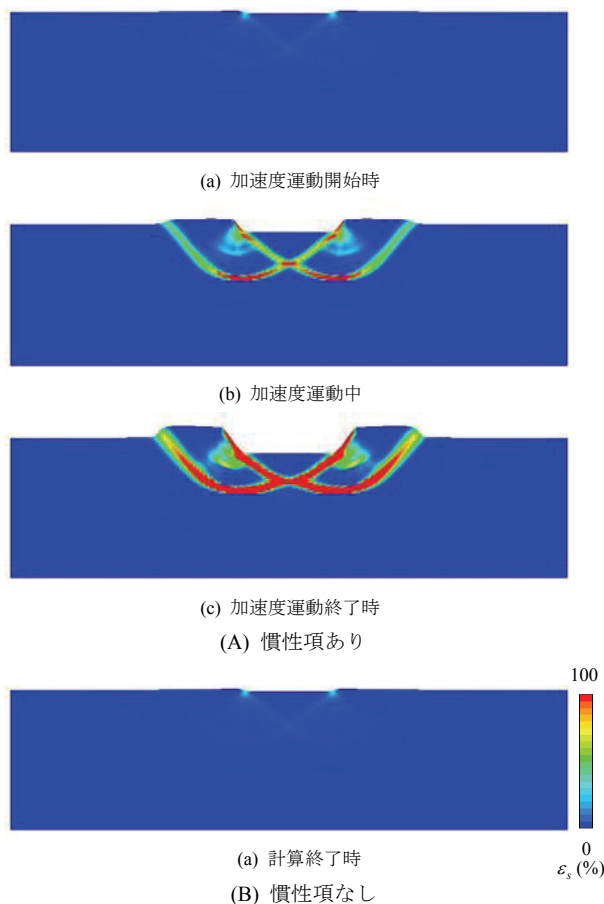 (a) 加速度運動開始時
(b) 加速度運動中
(c) 加速度運動終了時
(A) 慣性項あり
100
0
εs (%)
(a) 計算終了時
(B) 慣性項なし